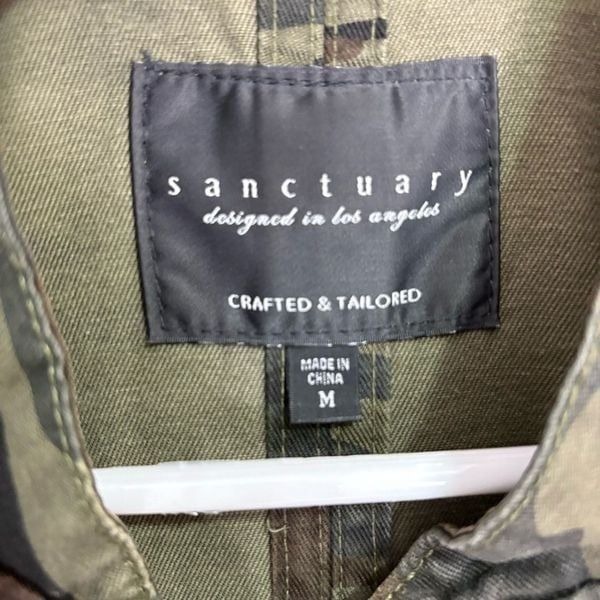 sanctuary
designed in los angeles
CRAFTED & TAILORED
MADE IN
CHINA
M